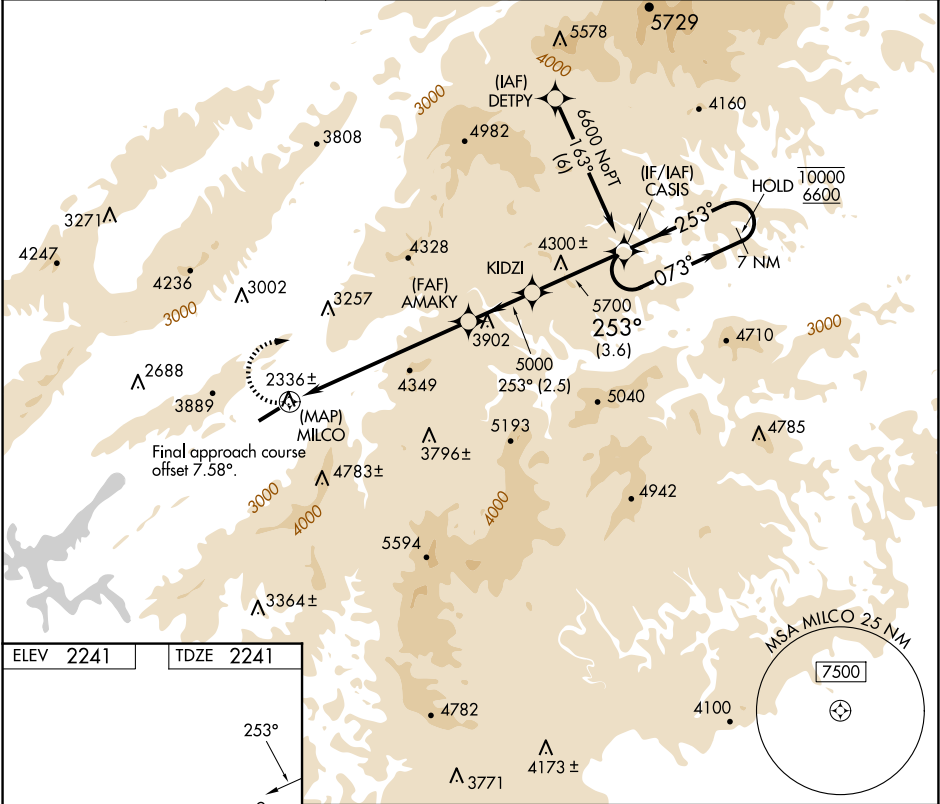 5729
5578
4000
(IAF)
DETPY
3000
4160
4982
3808
6600 NoPT
163°
(6)
(IF/IAF)
CASIS
HOLD
10000
6600
253°
3271
4328
4300±
073°
7 NM
4247
4236
KIDZI
3002
3257
(FAF)
AMAKY
5700
253°
(3.6)
3000
3000
3902
4710
5000
253° (2.5)
2688
2336±
4349
3889
(MAP)
MILCO
5040
Final approach course
offset 7.58°.
5193
3796±
4785
4783±
3000
4000
4000
4942
5594
3364±
MSA MILCO 25 NM
7500
ELEV 2241
TDZE 2241
4782
4100
253°
4173±
3771